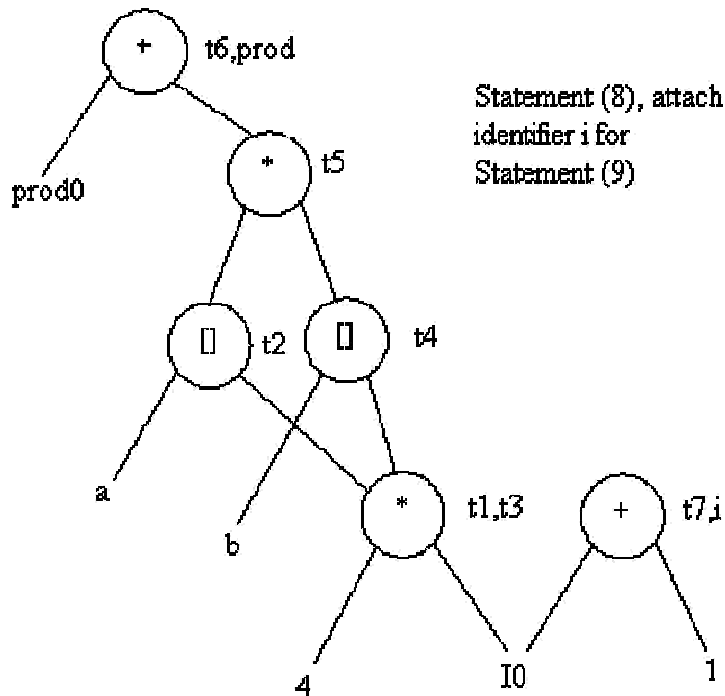 +
t6,prod
Statement (8), attach
identifier i for
Statement (9)
*
t5
prod0
[]
t2
[]
t4
a
b
*
t1,t3
+
t7,i
4
I0
1